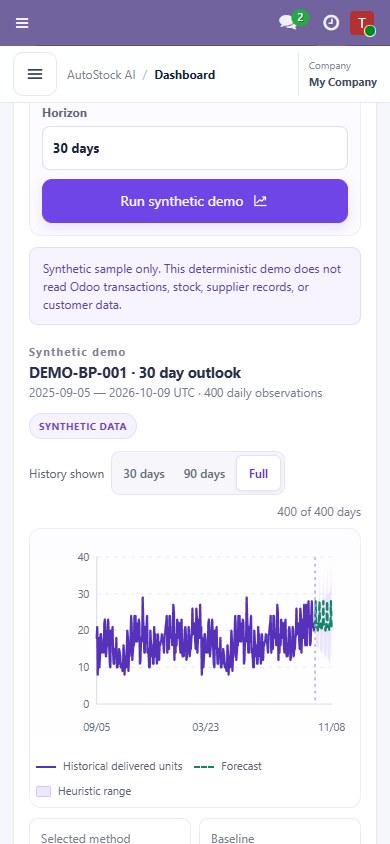 2
T
AutoStock AI / Dashboard
Company
My Company
Horizon
30 days
Run synthetic demo
Synthetic sample only. This deterministic demo does not
read Odoo transactions, stock, supplier records, or
customer data.
Synthetic demo
DEMO-BP-001 · 30 day outlook
2025-09-05 — 2026-10-09 UTC · 400 daily observations
SYNTHETIC DATA
History shown 30 days 90 days Full
400 of 400 days
40
30
20
10
0
09/05 03/23 11/08
Historical delivered units Forecast
Heuristic range
Selected method Baseline